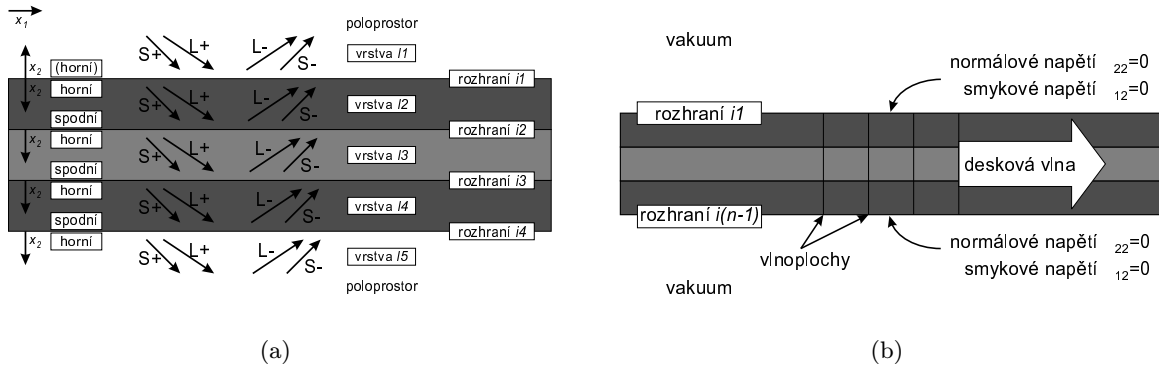 x1
poloprostor
S+ L+ L- S- vrstva l1
x2 (horní)
rozhraní i1
x2 horní
S+ L+ L- S- vrstva l2
spodní
rozhraní i2
x2 horní
S+ L+ L- S- vrstva l3
spodní
rozhraní i3
x2 horní
S+ L+ L- S- vrstva l4
spodní
rozhraní i4
x2 horní
S+ L+ L- S- vrstva l5
poloprostor
(a)
vakuum
normálové napětí 22=0
smykové napětí 12=0
rozhraní i1
desková vlna
rozhraní i(n-1)
vlnoplochy
normálové napětí 22=0
smykové napětí 12=0
vakuum
(b)